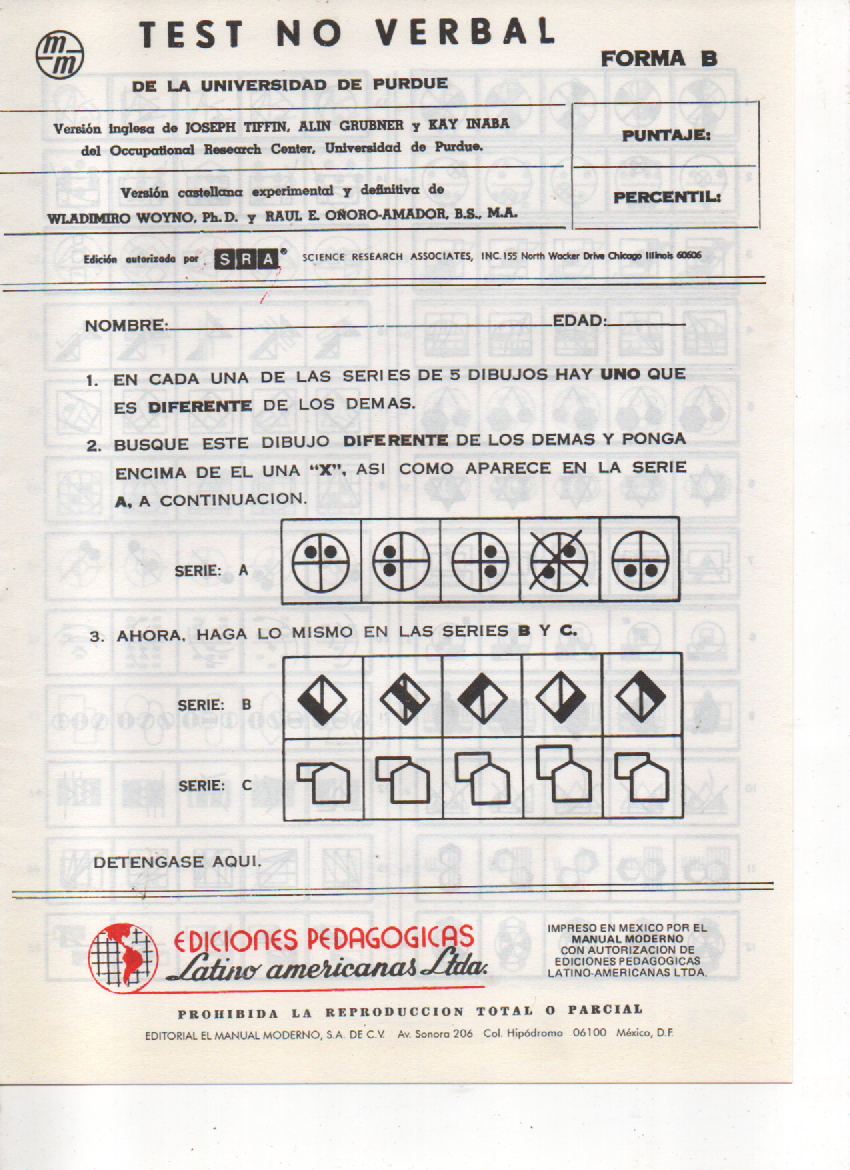 m
m
TEST NO VERBAL
FORMA B
DE LA UNIVERSIDAD DE PURDUE
Versión inglesa de JOSEPH TIFFIN, ALIN GRUBNER y KAY INABA
del Occupational Research Center, Universidad de Purdue.
PUNTAJE:
Versión castellana experimental y definitiva de
WLADIMIRO WOYNO, Ph. D. y RAUL E. OÑORO-AMADOR, B.S., M.A.
PERCENTIL:
Edición autorizada por SRA® SCIENCE RESEARCH ASSOCIATES, INC. 155 North Wacker Drive Chicago Illinois 60606
NOMBRE: EDAD:
1. EN CADA UNA DE LAS SERIES DE 5 DIBUJOS HAY UNO QUE
ES DIFERENTE DE LOS DEMAS.
2. BUSQUE ESTE DIBUJO DIFERENTE DE LOS DEMAS Y PONGA
ENCIMA DE EL UNA “X”, ASI COMO APARECE EN LA SERIE
A, A CONTINUACION.
SERIE: A
3. AHORA, HAGA LO MISMO EN LAS SERIES B Y C.
SERIE: B
SERIE: C
DETENGASE AQUI.
EDICIONES PEDAGOGICAS
Latino americanas Ltda.
IMPRESO EN MEXICO POR EL
MANUAL MODERNO
CON AUTORIZACION DE
EDICIONES PEDAGOGICAS
LATINO-AMERICANAS LTDA.
PROHIBIDA LA REPRODUCCION TOTAL O PARCIAL
EDITORIAL EL MANUAL MODERNO, S.A. DE C.V. Av. Sonora 206 Col. Hipódromo 06100 México, D.F.